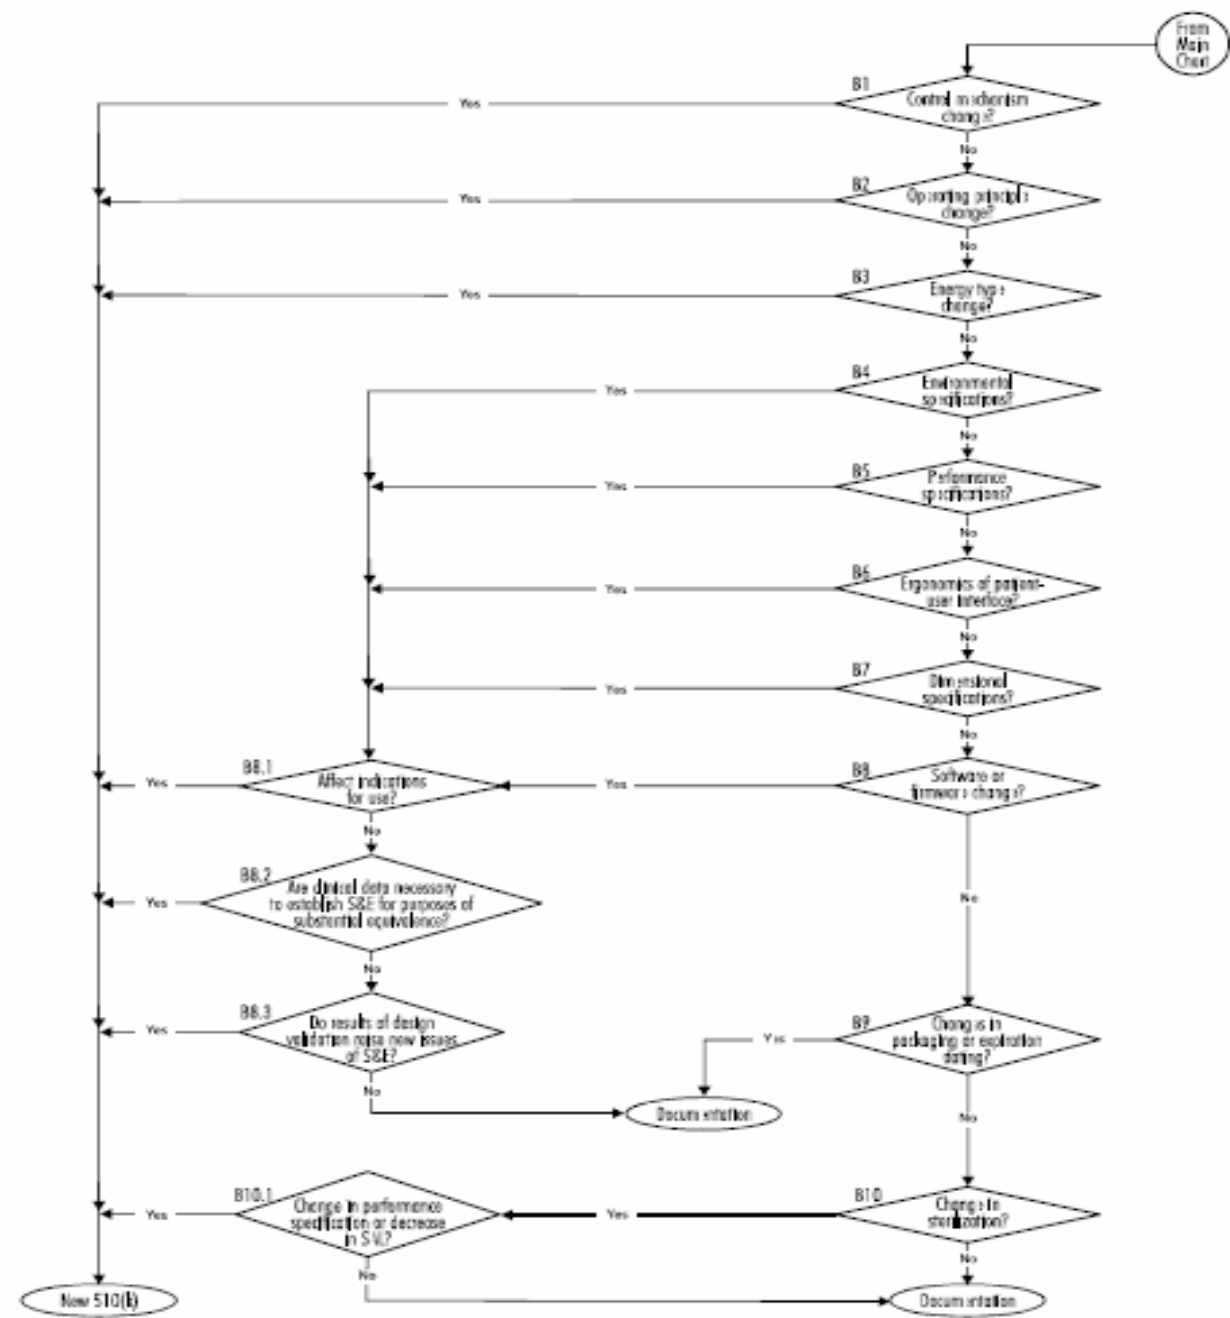 From
Main
Chart
B1
Control mechanism
change?
Yes
No
B2
Operating principle
change?
Yes
No
B3
Energy type
change?
Yes
No
B4
Environmental
specifications?
Yes
No
B5
Performance
specifications?
Yes
No
B6
Ergonomics of patient-
user interface?
Yes
No
B7
Dimensional
specifications?
Yes
No
B8
Software or
firmware change?
Yes
No
B8.1
Affect indications
for use?
Yes
No
B8.2
Are clinical data necessary
to establish S&E for purposes of
substantial equivalence?
Yes
No
B8.3
Do results of design
validation raise new issues
of S&E?
Yes
No
Documentation
B9
Changes in
packaging or expiration
dating?
Yes
No
B10
Change in
sterilization?
Yes
No
B10.1
Change in performance
specification or decrease
in
Yes
No
New 510(k)
Documentation